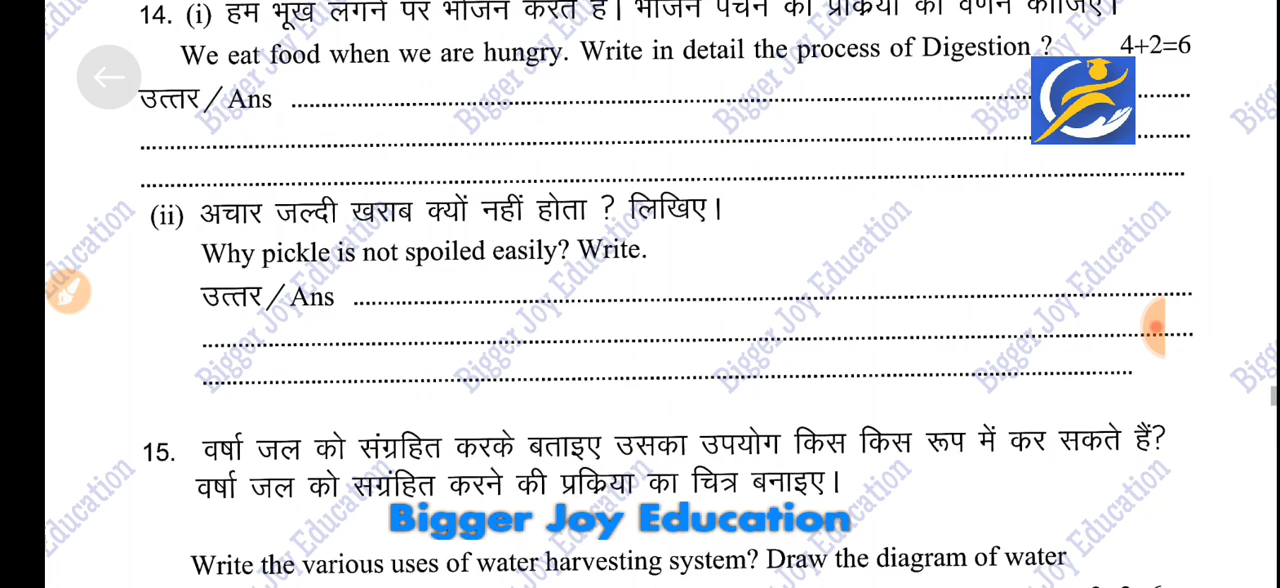 14. (i) हम भूख लगने पर भोजन करते हैं। भोजन पचने की प्रक्रिया का वर्णन कीजिए।
We eat food when we are hungry. Write in detail the process of Digestion ? 4+2=6
उत्तर / Ans
(ii) अचार जल्दी खराब क्यों नहीं होता ? लिखिए।
Why pickle is not spoiled easily? Write.
उत्तर / Ans
15. वर्षा जल को संग्रहित करके बताइए उसका उपयोग किस किस रूप में कर सकते हैं?
वर्षा जल को सग्रंहित करने की प्रकिया का चित्र बनाइए।
Bigger Joy Education
Write the various uses of water harvesting system? Draw the diagram of water